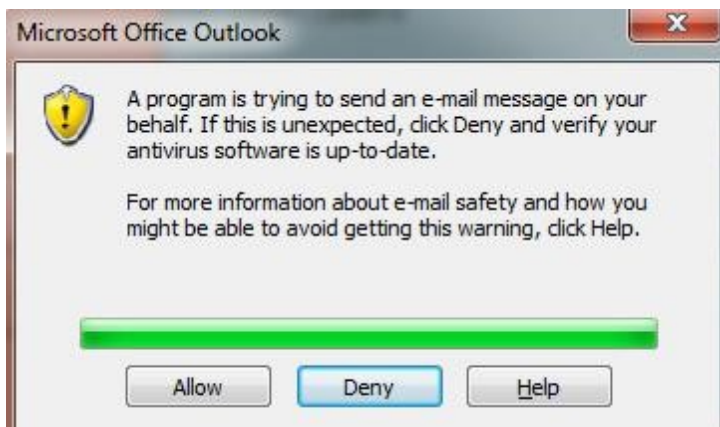 Microsoft Office Outlook
A program is trying to send an e-mail message on your
behalf. If this is unexpected, click Deny and verify your
antivirus software is up-to-date.
For more information about e-mail safety and how you
might be able to avoid getting this warning, click Help.
Allow Deny Help